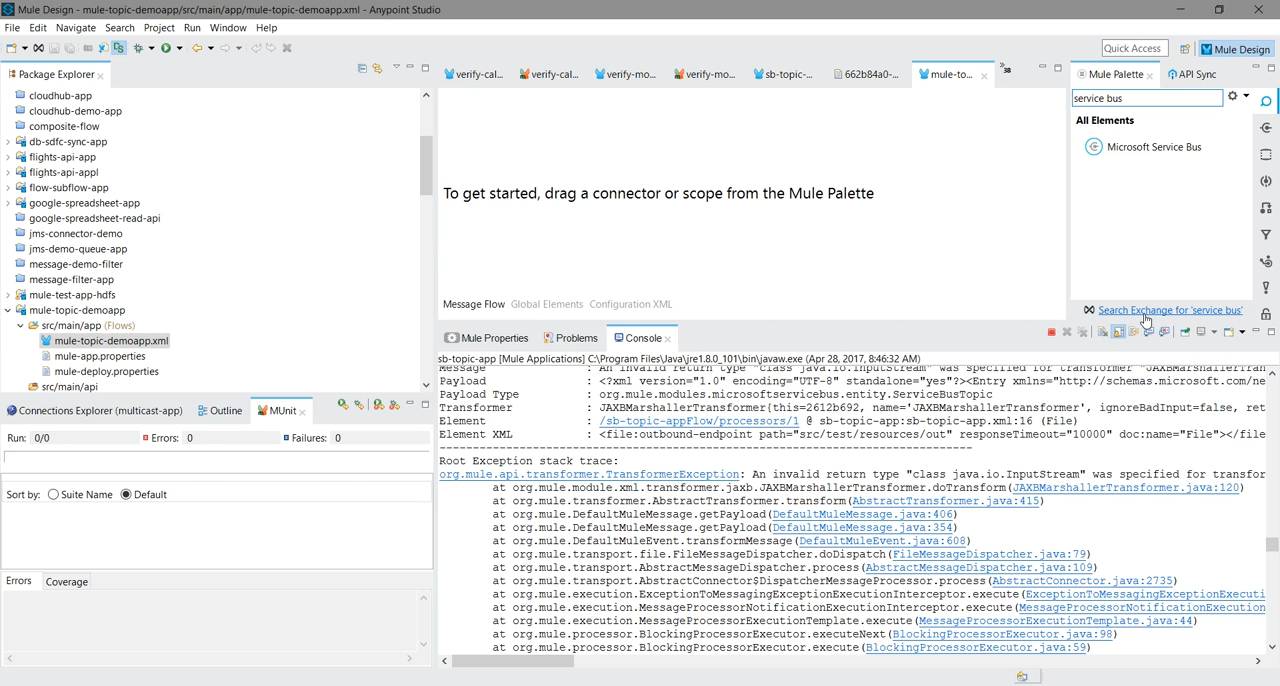 Mule Design - mule-topic-demoapp/src/main/app/mule-topic-demoapp.xml - Anypoint Studio
File Edit Navigate Search Project Run Window Help
Quick Access Mule Design
Package Explorer
cloudhub-app
cloudhub-demo-app
composite-flow
db-sdfc-sync-app
flights-api-app
flights-api-appl
flow-subflow-app
google-spreadsheet-app
google-spreadsheet-read-api
jms-connector-demo
jms-demo-queue-app
message-demo-filter
message-filter-app
mule-test-app-hdfs
mule-topic-demoapp
src/main/app (Flows)
mule-topic-demoapp.xml
mule-app.properties
mule-deploy.properties
src/main/api
verify-cal... verify-cal... verify-mo... verify-mo... sb-topic-... 662b84a0-... mule-to... 38
To get started, drag a connector or scope from the Mule Palette
Message Flow Global Elements Configuration XML
Mule Palette API Sync
service bus
All Elements
Microsoft Service Bus
Search Exchange for 'service bus'
Connections Explorer (multicast-app) Outline MUnit
Run: 0/0 Errors: 0 Failures: 0
Sort by: Suite Name Default
Errors Coverage
Mule Properties Problems Console
sb-topic-app [Mule Applications] C:\Program Files\Java\jre1.8.0_101\bin\javaw.exe (Apr 28, 2017, 8:46:32 AM)
Message : An invalid return type "class java.io.InputStream" was specified for transformer "JAXBMarshallerTran
Payload : <?xml version="1.0" encoding="UTF-8" standalone="yes"?><Entry xmlns="http://schemas.microsoft.com/ne
Payload Type : org.mule.modules.microsoftservicebus.entity.ServiceBusTopic
Transformer : JAXBMarshallerTransformer{this=2612b692, name='JAXBMarshallerTransformer', ignoreBadInput=false, ret
Element : /sb-topic-appFlow/processors/1 @ sb-topic-app:sb-topic-app.xml:16 (File)
Element XML : <file:outbound-endpoint path="src/test/resources/out" responseTimeout="10000" doc:name="File"></file
--------------------------------------------------------------------------------
Root Exception stack trace:
org.mule.api.transformer.TransformerException: An invalid return type "class java.io.InputStream" was specified for transfor
at org.mule.module.xml.transformer.jaxb.JAXBMarshallerTransformer.doTransform(JAXBMarshallerTransformer.java:120)
at org.mule.transformer.AbstractTransformer.transform(AbstractTransformer.java:415)
at org.mule.DefaultMuleMessage.getPayload(DefaultMuleMessage.java:406)
at org.mule.DefaultMuleMessage.getPayload(DefaultMuleMessage.java:354)
at org.mule.DefaultMuleEvent.transformMessage(DefaultMuleEvent.java:608)
at org.mule.transport.file.FileMessageDispatcher.doDispatch(FileMessageDispatcher.java:79)
at org.mule.transport.AbstractMessageDispatcher.process(AbstractMessageDispatcher.java:109)
at org.mule.transport.AbstractConnector$DispatcherMessageProcessor.process(AbstractConnector.java:2735)
at org.mule.execution.ExceptionToMessagingExceptionExecutionInterceptor.execute(ExceptionToMessagingExceptionExecuti
at org.mule.execution.MessageProcessorNotificationExecutionInterceptor.execute(MessageProcessorNotificationExecution
at org.mule.execution.MessageProcessorExecutionTemplate.execute(MessageProcessorExecutionTemplate.java:44)
at org.mule.processor.BlockingProcessorExecutor.executeNext(BlockingProcessorExecutor.java:98)
at org.mule.processor.BlockingProcessorExecutor.execute(BlockingProcessorExecutor.java:59)